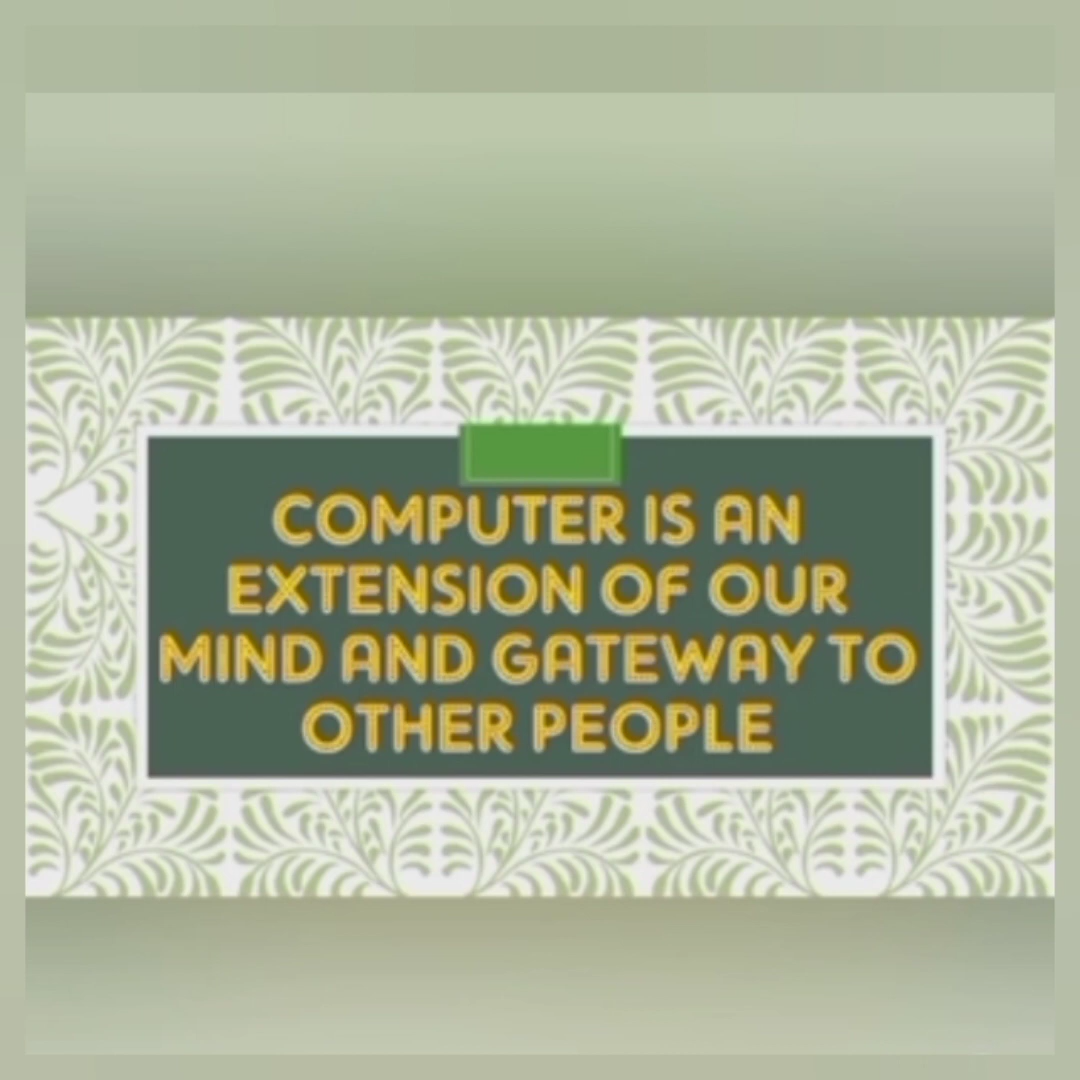 COMPUTER IS AN
EXTENSION OF OUR
MIND AND GATEWAY TO
OTHER PEOPLE